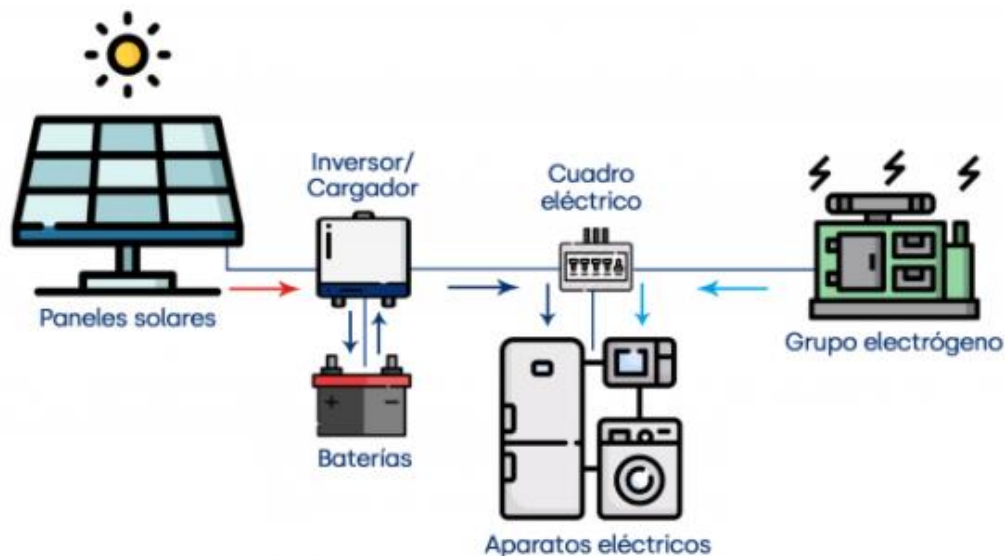 Inversor/
Cargador
Cuadro
eléctrico
Paneles solares
Grupo electrógeno
+ −
Baterías
Aparatos eléctricos